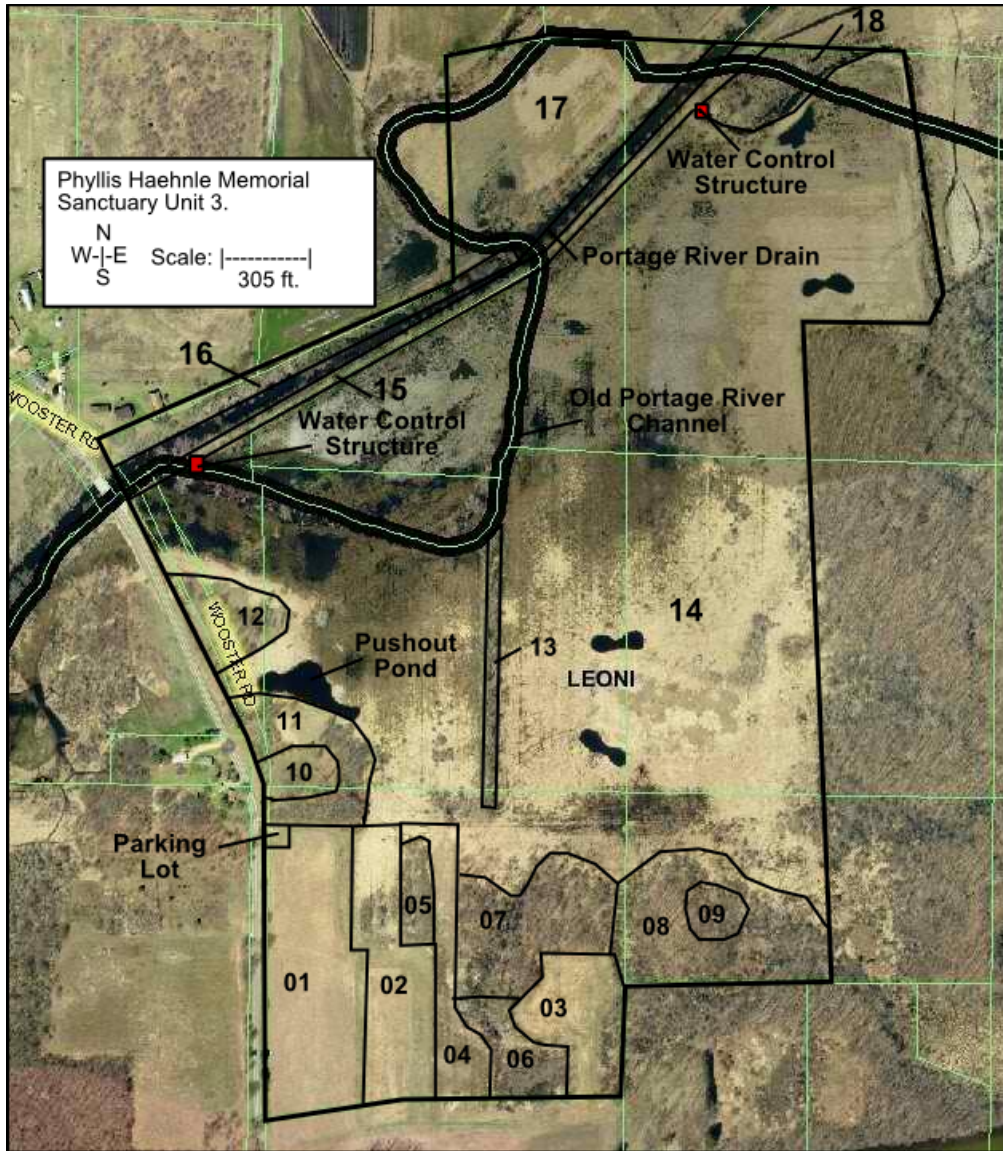 18
17
Water Control
Structure
Phyllis Haehnle Memorial
Sanctuary Unit 3.
N
W-|-E
S
Scale: |-----------|
305 ft.
Portage River Drain
16
15
Water Control
Structure
Old Portage River
Channel
WOOSTER RD
14
12
WOOSTER RD
13
Pushout
Pond
LEONI
11
10
Parking
Lot
05
07
08
09
01
02
03
04
06